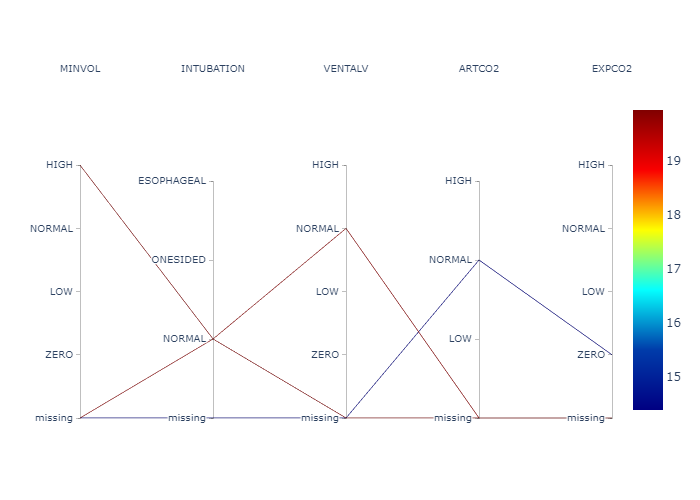 MINVOL INTUBATION VENTALV ARTCO2 EXPCO2
HIGH HIGH HIGH
ESOPHAGEAL HIGH
19
NORMAL NORMAL NORMAL
18
ONESIDED NORMAL
17
LOW LOW LOW
16
NORMAL LOW
ZERO ZERO ZERO
15
missing missing missing missing missing